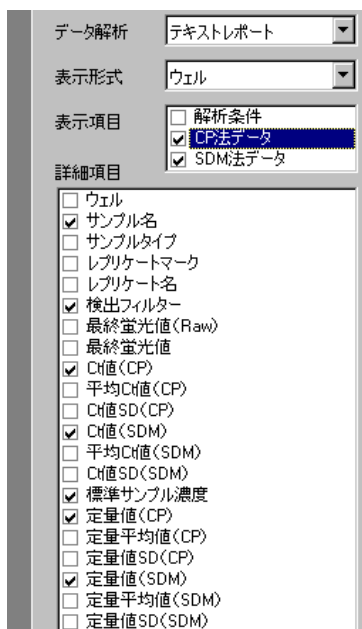 データ解析 テキストレポート
表示形式 ウェル
表示項目 解析条件
CP法データ
SDM法データ
詳細項目
ウェル
サンプル名
サンプルタイプ
レプリケートマーク
レプリケート名
検出フィルター
最終蛍光値(Raw)
最終蛍光値
Ct値(CP)
平均Ct値(CP)
Ct値SD(CP)
Ct値(SDM)
平均Ct値(SDM)
Ct値SD(SDM)
標準サンプル濃度
定量値(CP)
定量平均値(CP)
定量値SD(CP)
定量値(SDM)
定量平均値(SDM)
定量値SD(SDM)